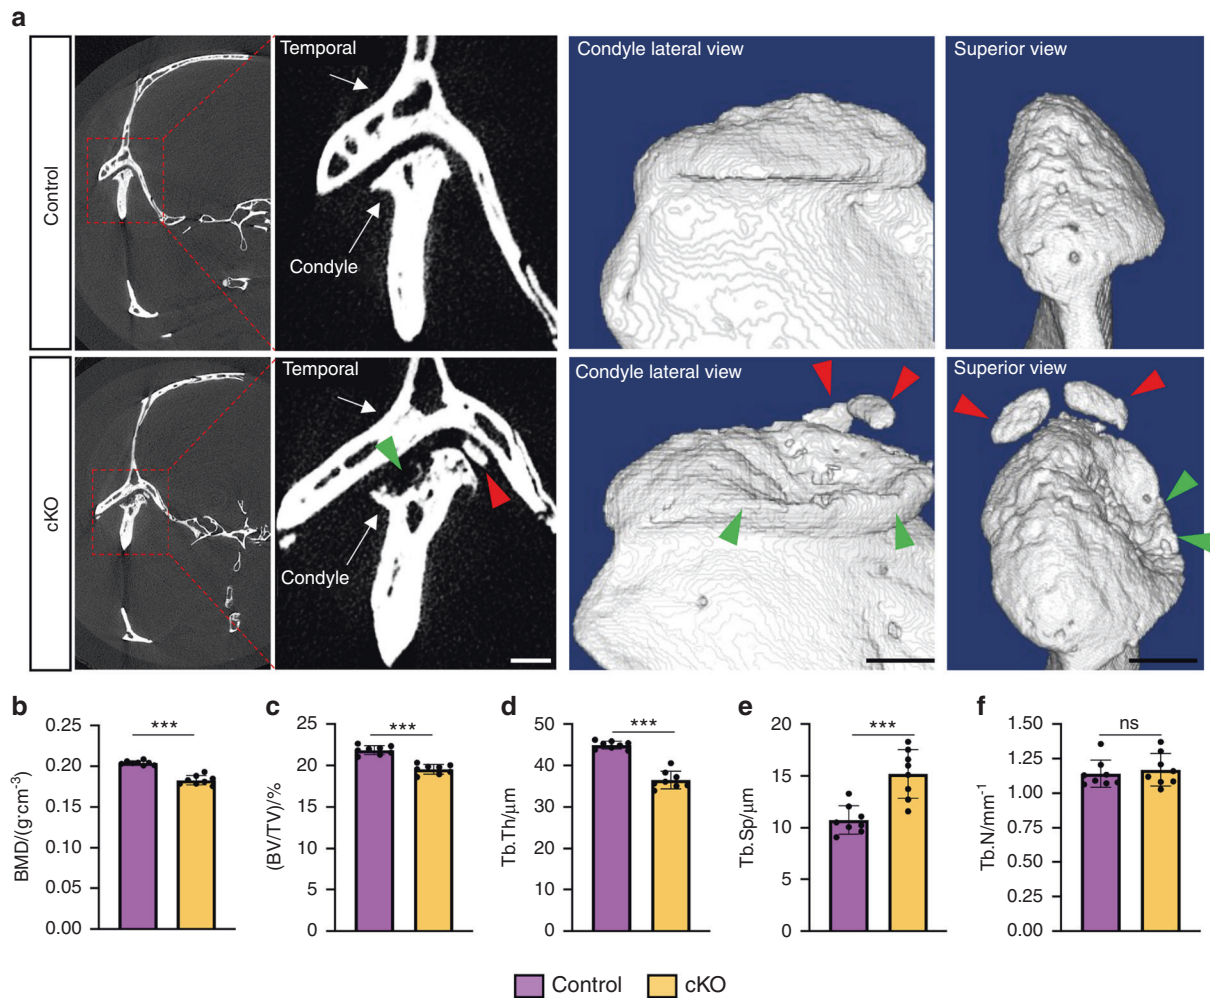 a
Control
Temporal
Condyle
Condyle lateral view
Superior view
cKO
Temporal
Condyle
Condyle lateral view
Superior view
b
BMD/(g·cm⁻³)
0.25
0.20
0.15
0.10
0.05
0.00
***
c
(BV/TV)/%
25
20
15
10
5
0
***
d
Tb.Th/μm
50
40
30
20
10
0
***
e
Tb.Sp/μm
20
15
10
5
0
***
f
Tb.N/mm⁻¹
1.50
1.25
1.00
0.75
0.50
0.25
0.00
ns
Control
cKO